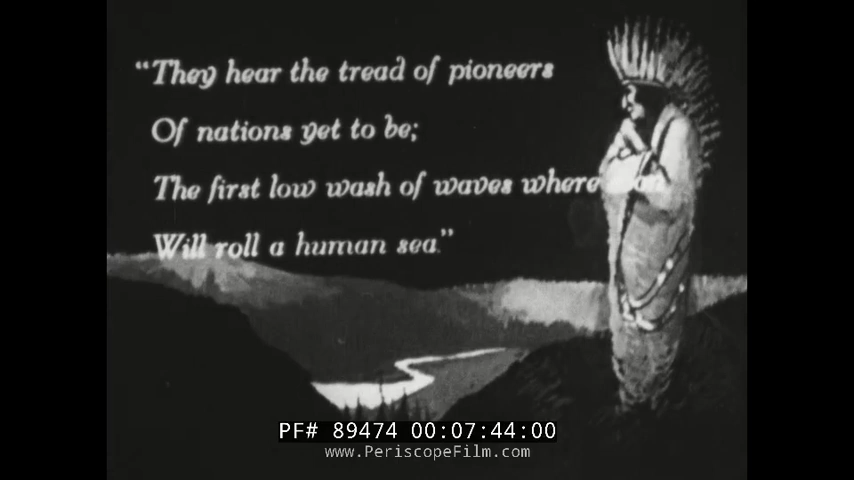 "They hear the tread of pioneers
Of nations yet to be;
The first low wash of waves where
Will roll a human sea."
PF# 89474 00:07:44:00
www.PeriscopeFilm.com